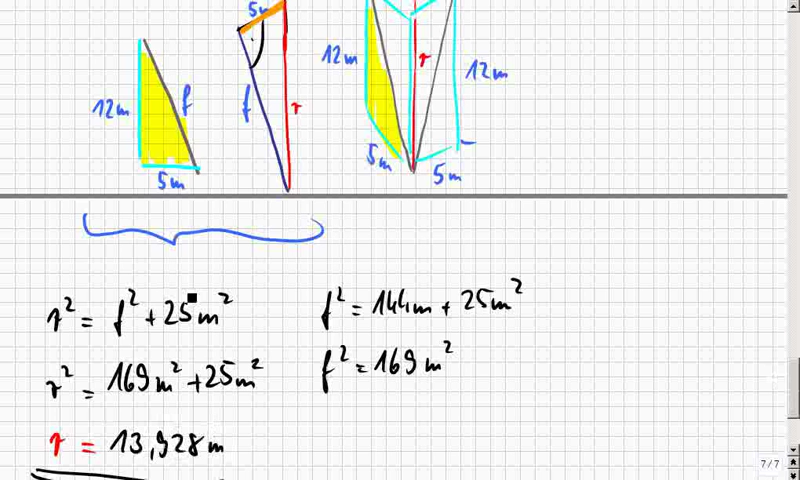 5m
12m
f
5m
f
r
12m
r
12m
5m
5m
r² = f² + 25m²
r² = 169m² + 25m²
r = 13,928m
f² = 144m + 25m²
f² = 169m²
7/7